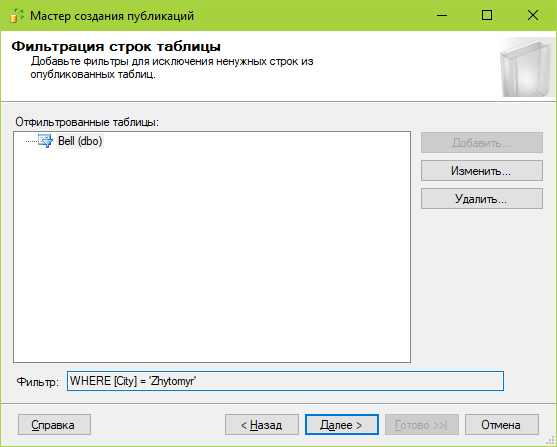 Мастер создания публикаций
Фильтрация строк таблицы
Добавьте фильтры для исключения ненужных строк из
опубликованных таблиц.
Отфильтрованные таблицы:
Bell (dbo)
Добавить...
Изменить...
Удалить...
Фильтр:
WHERE [City] = 'Zhytomyr'
Справка
< Назад
Далее >
Готово >>|
Отмена